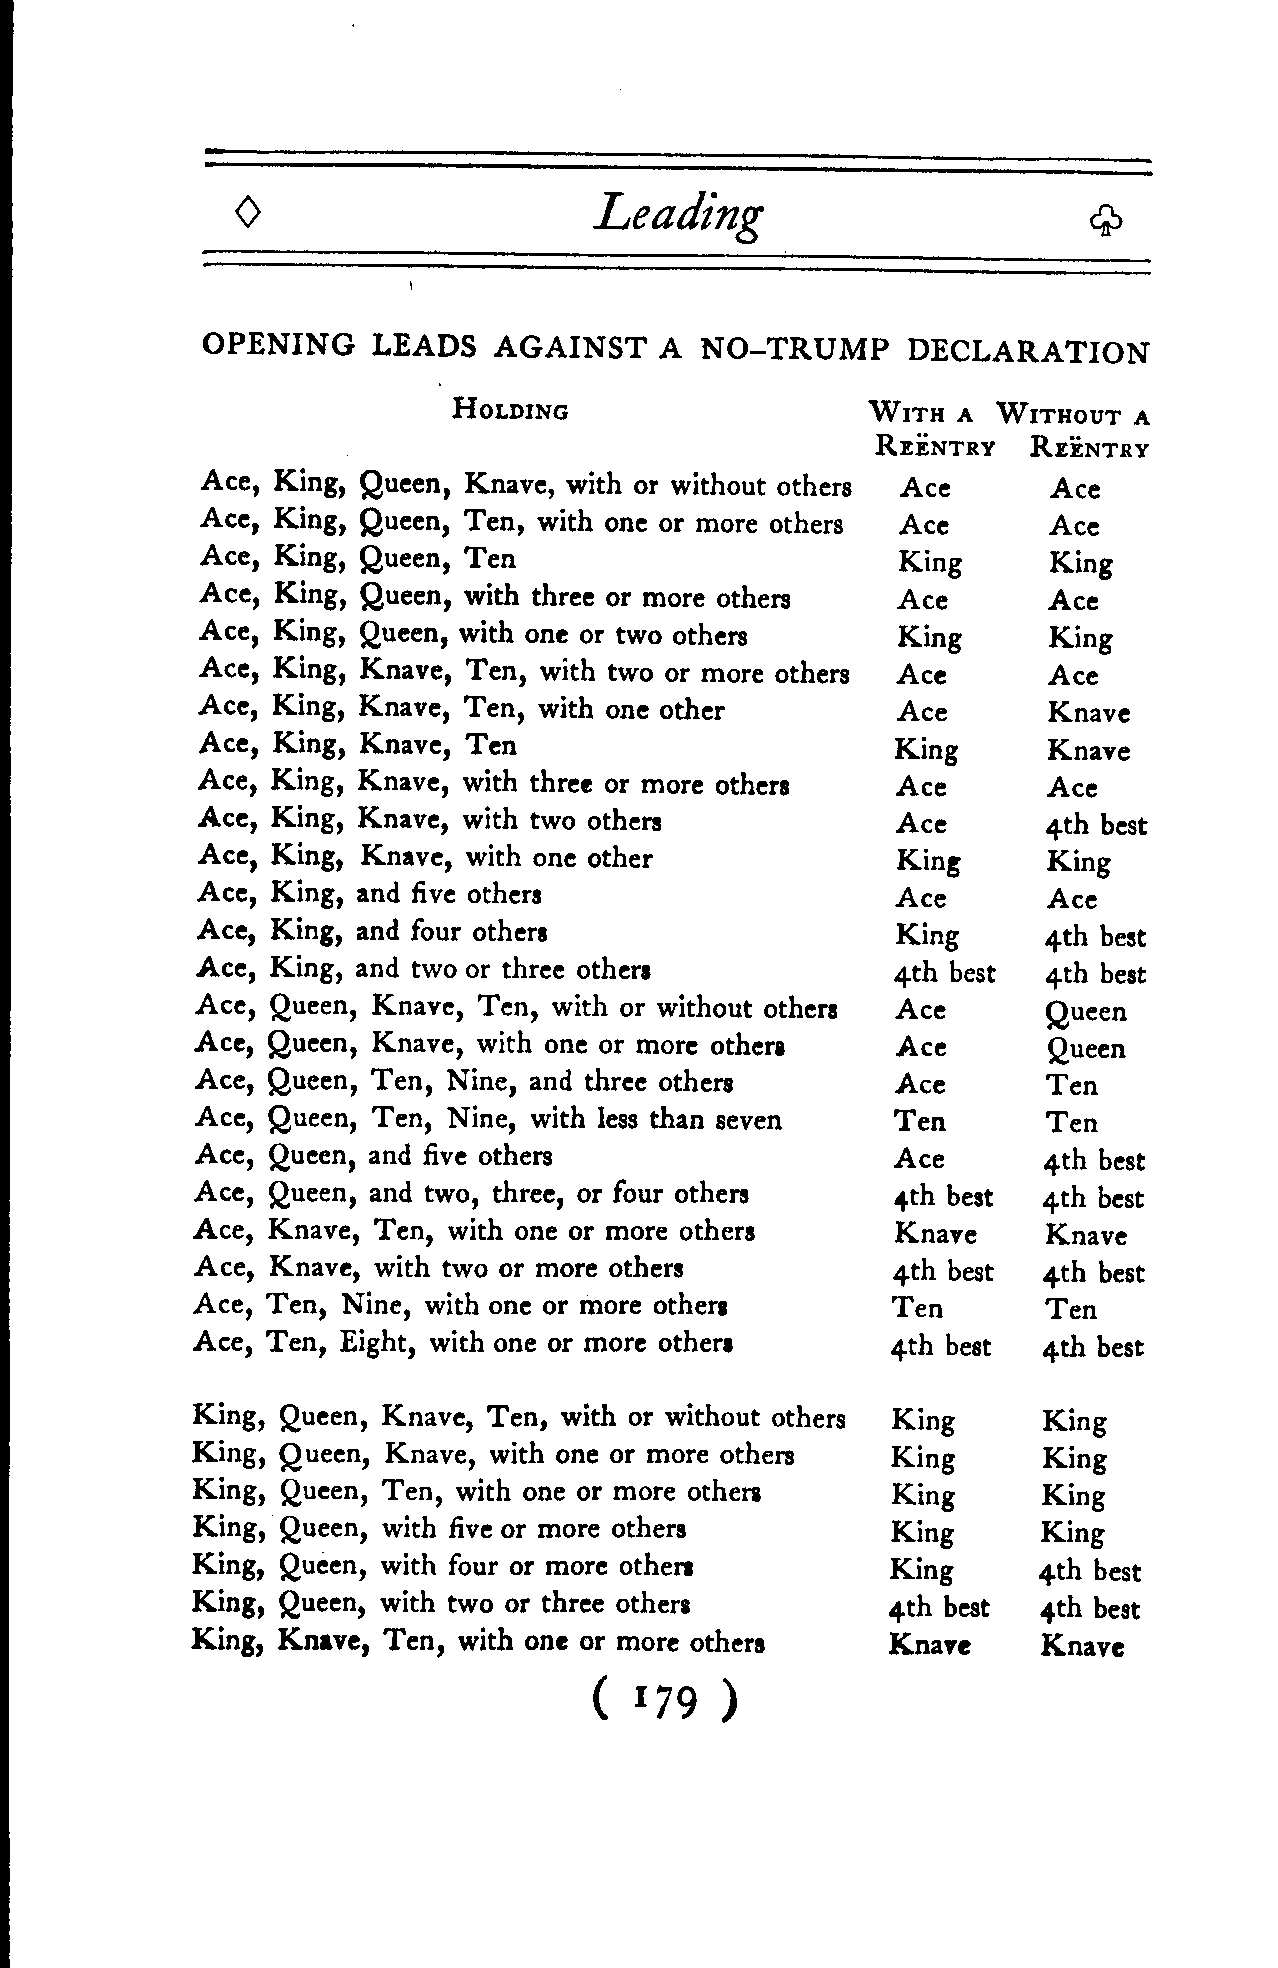 ◇ Leading ♧
OPENING LEADS AGAINST A NO-TRUMP DECLARATION
HOLDING WITH A WITHOUT A
REËNTRY REËNTRY
Ace, King, Queen, Knave, with or without others Ace Ace
Ace, King, Queen, Ten, with one or more others Ace Ace
Ace, King, Queen, Ten King King
Ace, King, Queen, with three or more others Ace Ace
Ace, King, Queen, with one or two others King King
Ace, King, Knave, Ten, with two or more others Ace Ace
Ace, King, Knave, Ten, with one other Ace Knave
Ace, King, Knave, Ten King Knave
Ace, King, Knave, with three or more others Ace Ace
Ace, King, Knave, with two others Ace 4th best
Ace, King, Knave, with one other King King
Ace, King, and five others Ace Ace
Ace, King, and four others King 4th best
Ace, King, and two or three others 4th best 4th best
Ace, Queen, Knave, Ten, with or without others Ace Queen
Ace, Queen, Knave, with one or more others Ace Queen
Ace, Queen, Ten, Nine, and three others Ace Ten
Ace, Queen, Ten, Nine, with less than seven Ten Ten
Ace, Queen, and five others Ace 4th best
Ace, Queen, and two, three, or four others 4th best 4th best
Ace, Knave, Ten, with one or more others Knave Knave
Ace, Knave, with two or more others 4th best 4th best
Ace, Ten, Nine, with one or more others Ten Ten
Ace, Ten, Eight, with one or more others 4th best 4th best
King, Queen, Knave, Ten, with or without others King King
King, Queen, Knave, with one or more others King King
King, Queen, Ten, with one or more others King King
King, Queen, with five or more others King King
King, Queen, with four or more others King 4th best
King, Queen, with two or three others 4th best 4th best
King, Knave, Ten, with one or more others Knave Knave
( 179 )